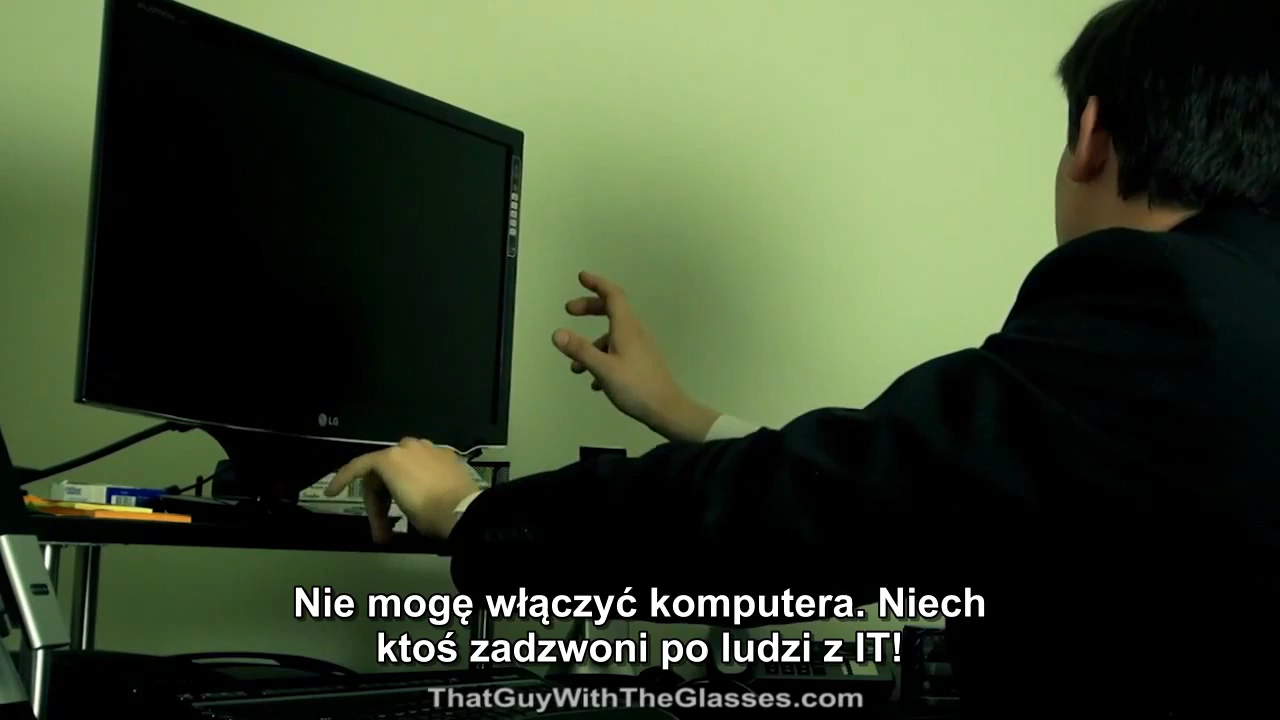 LG
Nie mogę włączyć komputera. Niech
ktoś zadzwoni po ludzi z IT!
ThatGuyWithTheGlasses.com